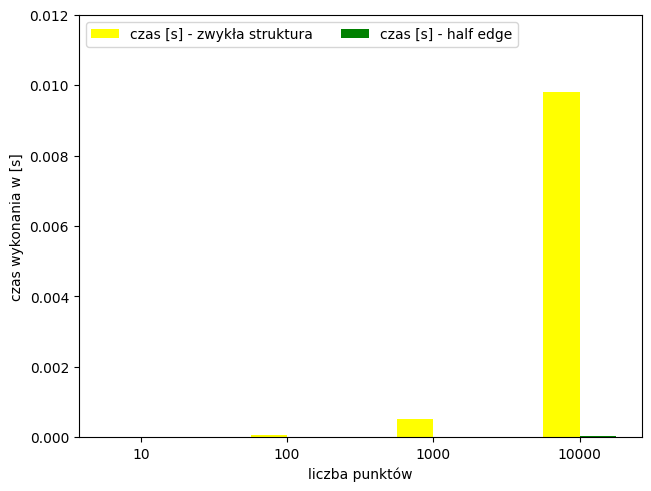 0.012
czas [s] - zwykła struktura
czas [s] - half edge
0.010
0.008
0.006
0.004
0.002
0.000
czas wykonania w [s]
10
100
1000
10000
liczba punktów